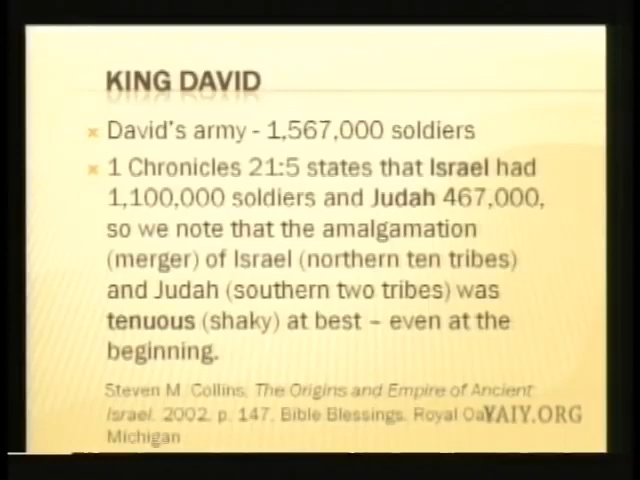 KING DAVID
David's army - 1,567,000 soldiers
1 Chronicles 21:5 states that Israel had
1,100,000 soldiers and Judah 467,000,
so we note that the amalgamation
(merger) of Israel (northern ten tribes)
and Judah (southern two tribes) was
tenuous (shaky) at best – even at the
beginning.
Steven M. Collins, The Origins and Empire of Ancient
Israel, 2002, p. 147, Bible Blessings, Royal
YAIY.ORG
Michigan